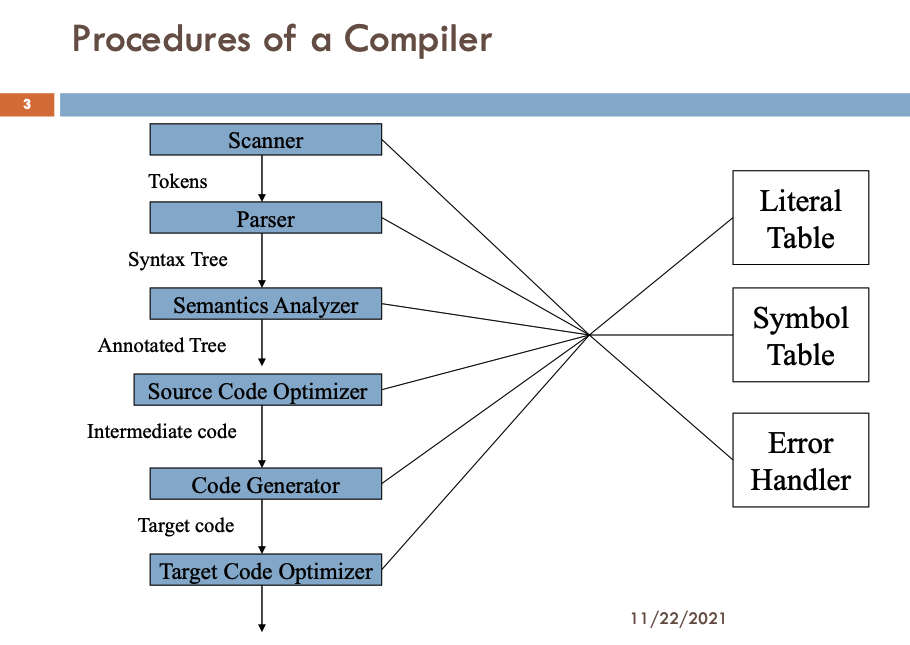 Procedures of a Compiler
3
Scanner
Tokens
Parser
Syntax Tree
Semantics Analyzer
Annotated Tree
Source Code Optimizer
Intermediate code
Code Generator
Target code
Target Code Optimizer
Literal
Table
Symbol
Table
Error
Handler
11/22/2021